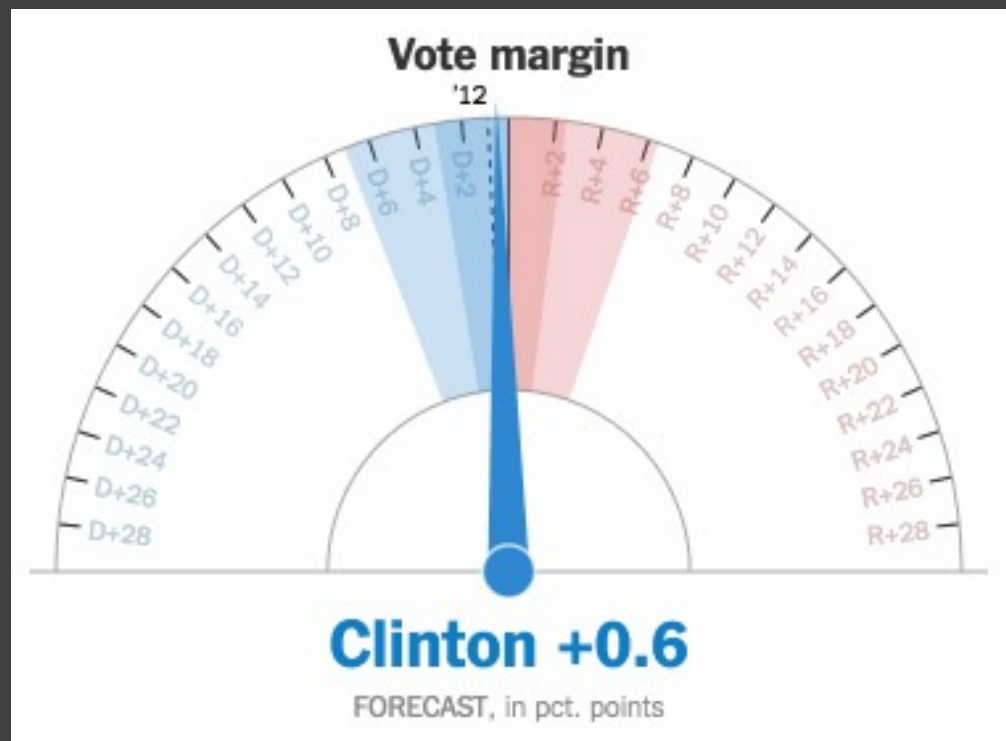 Vote margin
'12
D+28
D+26
D+24
D+22
D+20
D+18
D+16
D+14
D+12
D+10
D+8
D+6
D+4
D+2
R+2
R+4
R+6
R+8
R+10
R+12
R+14
R+16
R+18
R+20
R+22
R+24
R+26
R+28
Clinton +0.6
FORECAST, in pct. points